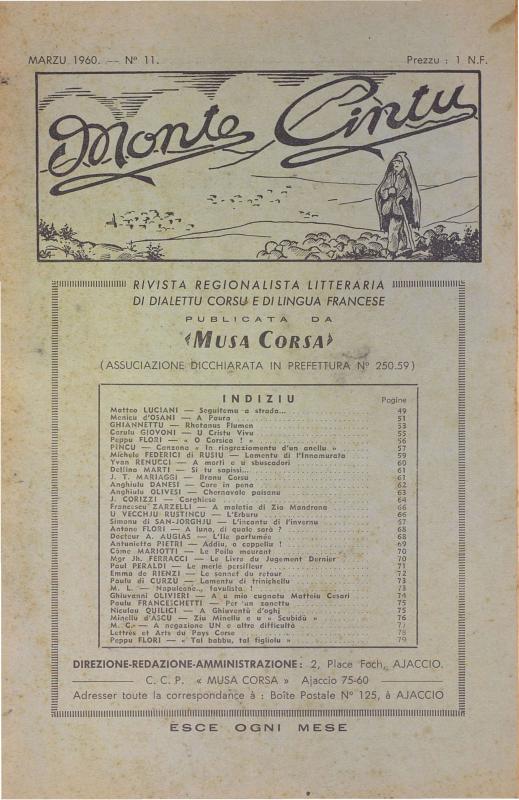 MARZU 1960. — N° 11.
Prezzu : 1 N.F.
Monte Cintu
RIVISTA REGIONALISTA LITTERARIA
DI DIALETTU CORSU E DI LINGUA FRANCESE
PUBLICATA DA
«MUSA CORSA»
(ASSUCIAZIONE DICCHIARATA IN PREFETTURA N° 250.59)
INDIZIU Pagine
Matteo LUCIANI — Seguitemu a strada... 49
Menicu d'OSANI — A Paura 51
GHIANNETTU — Rhotanus Flumen 53
Carulu GIOVONI — U Cristu Vivu 55
Peppu FLORI — « O Corsica ! » 56
PINCU — Canzona « In ringraziamentu d'un anellu » 57
Michele FEDERICI di RUSIU — Lamentu di l'Innamuratu 59
Yvan RENUCCI — A morti e u sbuscadori 60
Dellina MARTI — Si tu sapissi... 61
J. T. MARIAGGI — Brunu Corsu 61
Anghiulu DANESI — Core in pena 62
Anghiulu OLIVESI — Chernovale paisanu 63
J. CORIZZI — Carghiese 64
Francescu ZARZELLI — A malatia di Zia Mandrona 66
U VECCHJU RUSTINCU — L'Erburu 66
Simonu di SAN-JORGHJU — L'incantu di l'invernu 67
Antone FLORI — A luna, di quale sarà ? 68
Docteur A. AUGIAS — L'Ile parfumée 68
Antunietta PIETRI — Addiu, o cappellu ! 69
Côme MARIOTTI — Le Poilu mourant 70
Mgr Jh. FERRACCI — Le Livre du Jugement Dernier 70
Paul PERALDI — Le merle persifleur 71
Emma de RIENZI — Le sonnet du retour 72
Paulu di CURZU — Lamentu di trinichellu 73
M. L. — Napuleone, favulista ! 73
Ghiuvanni OLIVIERI — A u mio cugnatu Matteiu Cesari 74
Paulu FRANCESCHETTI — Per un zanettu 75
Niculau QUILICI — A Ghiuventù d'oghj 75
Minellu d'ASCU — Ziu Minellu e u « Scubidù » 76
M. C. — A negazione UN e altre difficultà 77
Lettres et Arts du Pays Corse 78
Peppu FLORI — « Tal babbu, tal figliolu » 79
DIREZIONE-REDAZIONE-AMMINISTRAZIONE : 2, Place Foch, AJACCIO.
C. C. P. « MUSA CORSA » Ajaccio 75-60
Adresser toute la correspondance à : Boîte Postale N° 125, à AJACCIO
ESCE OGNI MESE